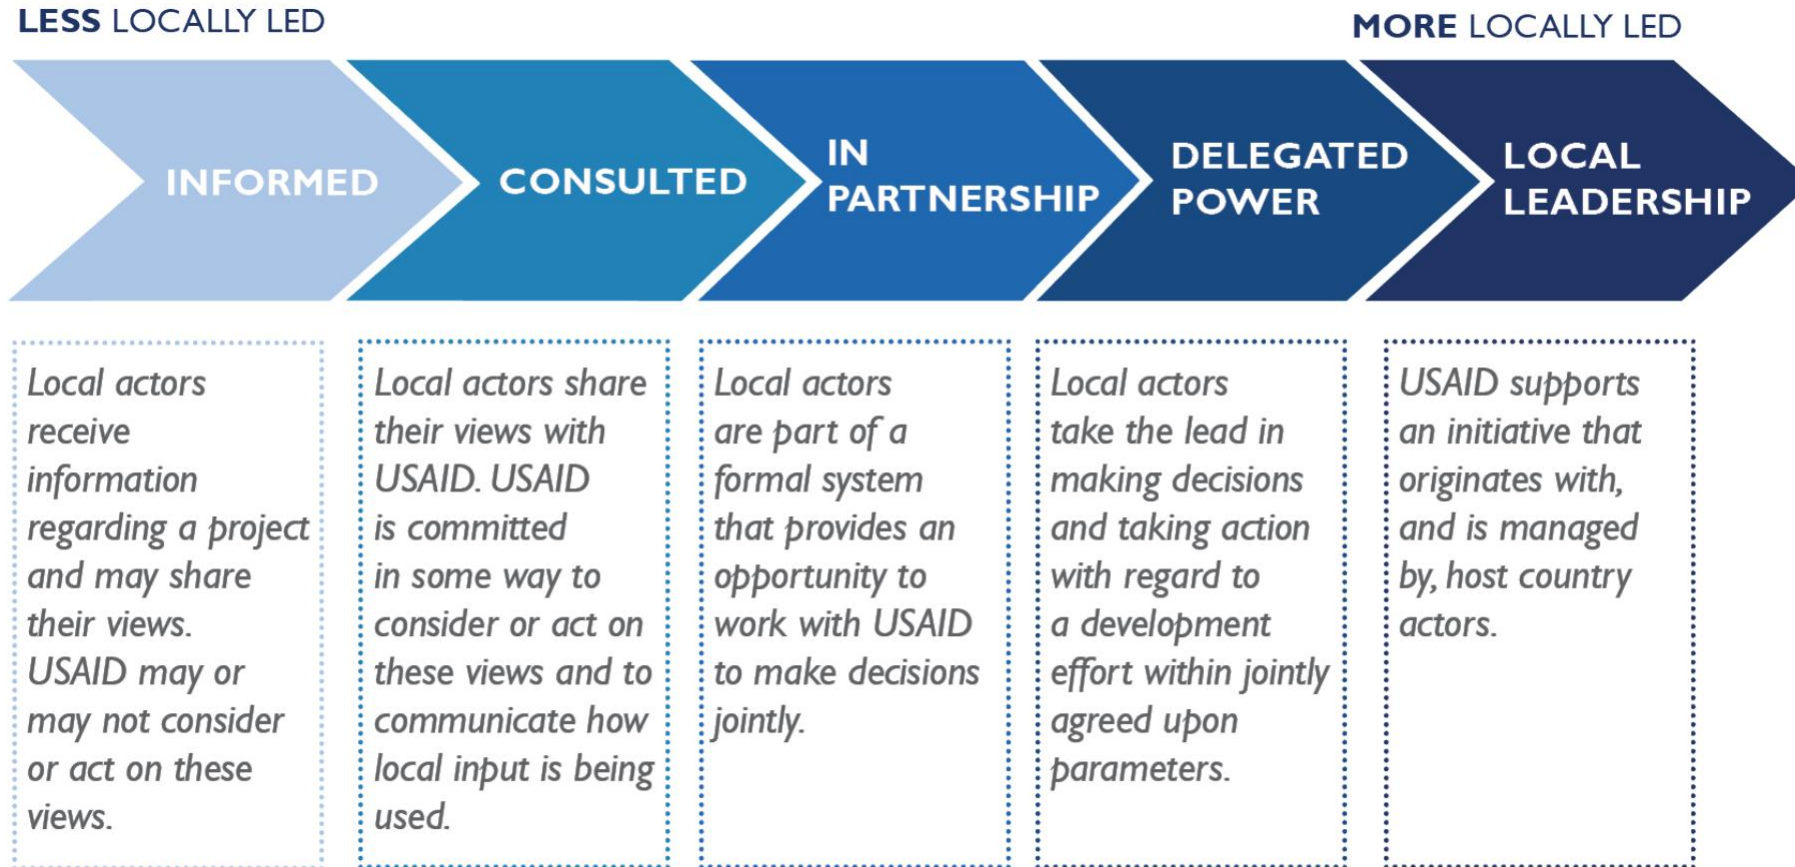 LESS LOCALLY LED
MORE LOCALLY LED
INFORMED
CONSULTED
IN
PARTNERSHIP
DELEGATED
POWER
LOCAL
LEADERSHIP
Local actors
receive
information
regarding a project
and may share
their views.
USAID may or
may not consider
or act on these
views.
Local actors share
their views with
USAID. USAID
is committed
in some way to
consider or act on
these views and to
communicate how
local input is being
used.
Local actors
are part of a
formal system
that provides an
opportunity to
work with USAID
to make decisions
jointly.
Local actors
take the lead in
making decisions
and taking action
with regard to
a development
effort within jointly
agreed upon
parameters.
USAID supports
an initiative that
originates with,
and is managed
by, host country
actors.